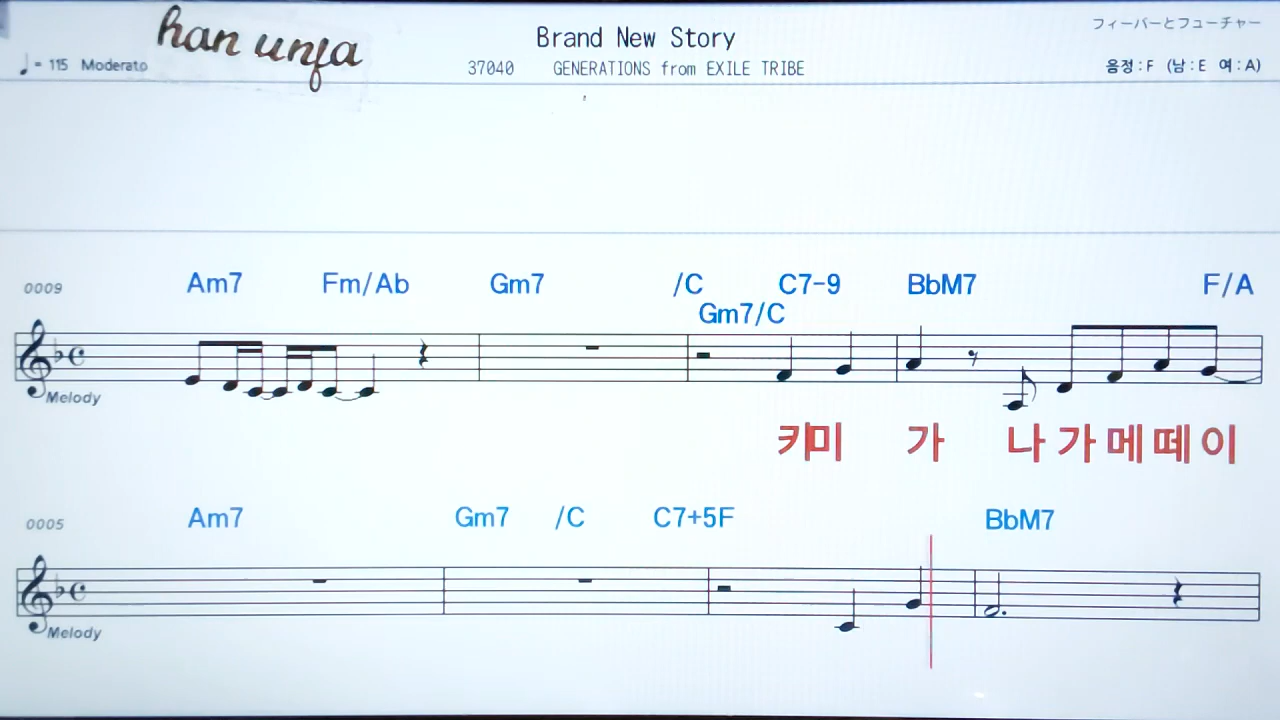 han unfa
Brand New Story
フィーバーとフューチャー
♩= 115 Moderato
37040 GENERATIONS from EXILE TRIBE
음정:F (남:E 여:A)
0009 Am7 Fm/Ab Gm7 /C C7-9 BbM7 F/A
Gm7/C
Melody
키미 가 나가메떼이
0005 Am7 Gm7 /C C7+5F BbM7
Melody